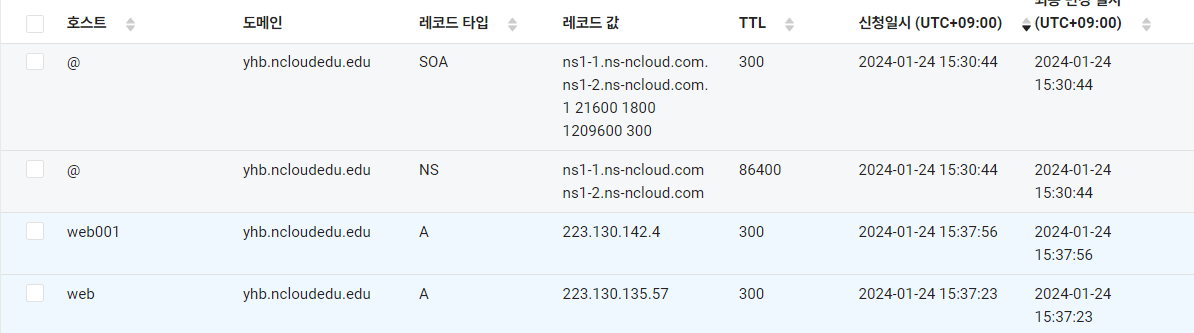 호스트 도메인 레코드 타입 레코드 값 TTL 신청일시 (UTC+09:00) 최종 변경 일시
(UTC+09:00)
@ yhb.ncloudedu.edu SOA ns1-1.ns-ncloud.com. 300 2024-01-24 15:30:44 2024-01-24
ns1-2.ns-ncloud.com. 15:30:44
1 21600 1800
1209600 300
@ yhb.ncloudedu.edu NS ns1-1.ns-ncloud.com 86400 2024-01-24 15:30:44 2024-01-24
ns1-2.ns-ncloud.com 15:30:44
web001 yhb.ncloudedu.edu A 223.130.142.4 300 2024-01-24 15:37:56 2024-01-24
15:37:56
web yhb.ncloudedu.edu A 223.130.135.57 300 2024-01-24 15:37:23 2024-01-24
15:37:23